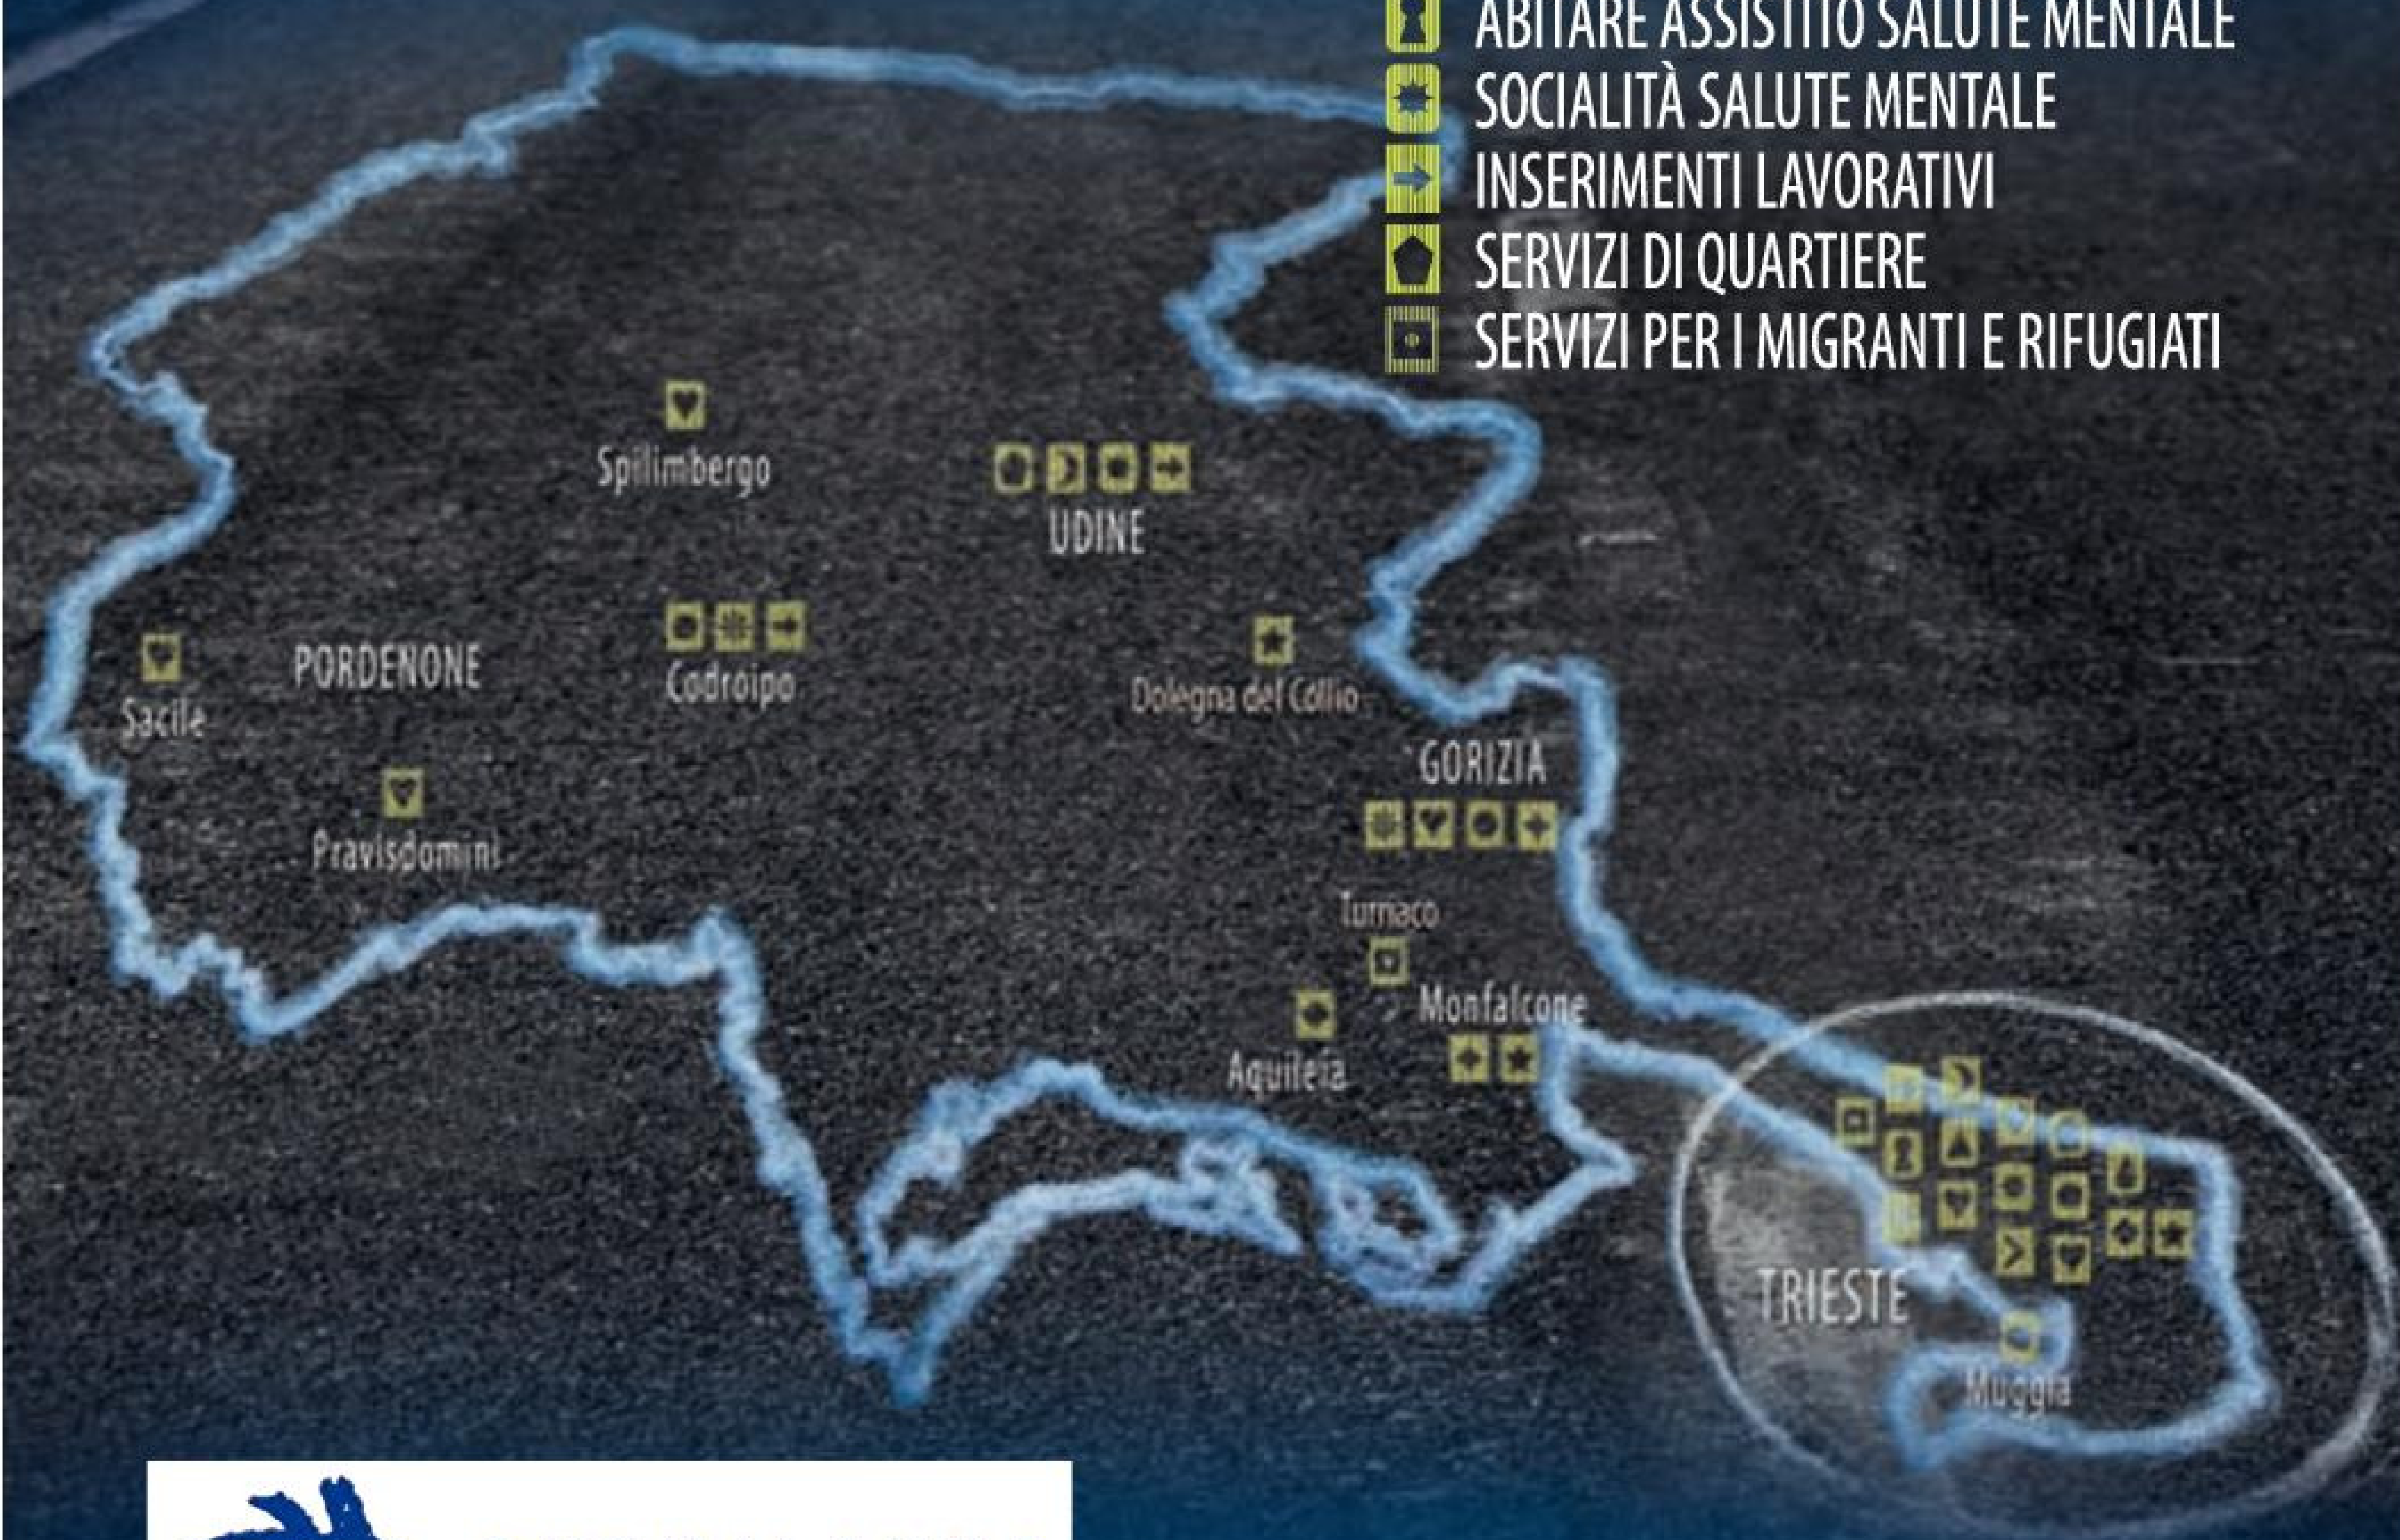 ABITARE ASSISTITO SALUTE MENTALE
SOCIALITÀ SALUTE MENTALE
INSERIMENTI LAVORATIVI
SERVIZI DI QUARTIERE
SERVIZI PER I MIGRANTI E RIFUGIATI
Spilimbergo
UDINE
PORDENONE
Codroipo
Sacile
Dolegna del Collio
GORIZIA
Pravisdomini
Turnaco
Monfalcone
Aquileia
TRIESTE
Muggia